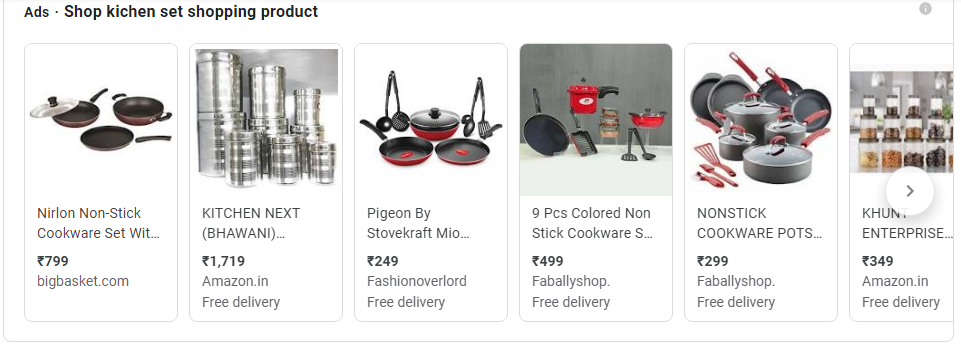 Ads · Shop kichen set shopping product
Nirlon Non-Stick
Cookware Set Wit...
₹799
bigbasket.com
KITCHEN NEXT
(BHAWANI)...
₹1,719
Amazon.in
Free delivery
Pigeon By
Stovekraft Mio...
₹249
Fashionoverlord
Free delivery
9 Pcs Colored Non
Stick Cookware S...
₹499
Faballyshop.
Free delivery
NONSTICK
COOKWARE POTS...
₹299
Faballyshop.
Free delivery
KHUNT
ENTERPRISE...
₹349
Amazon.in
Free delivery